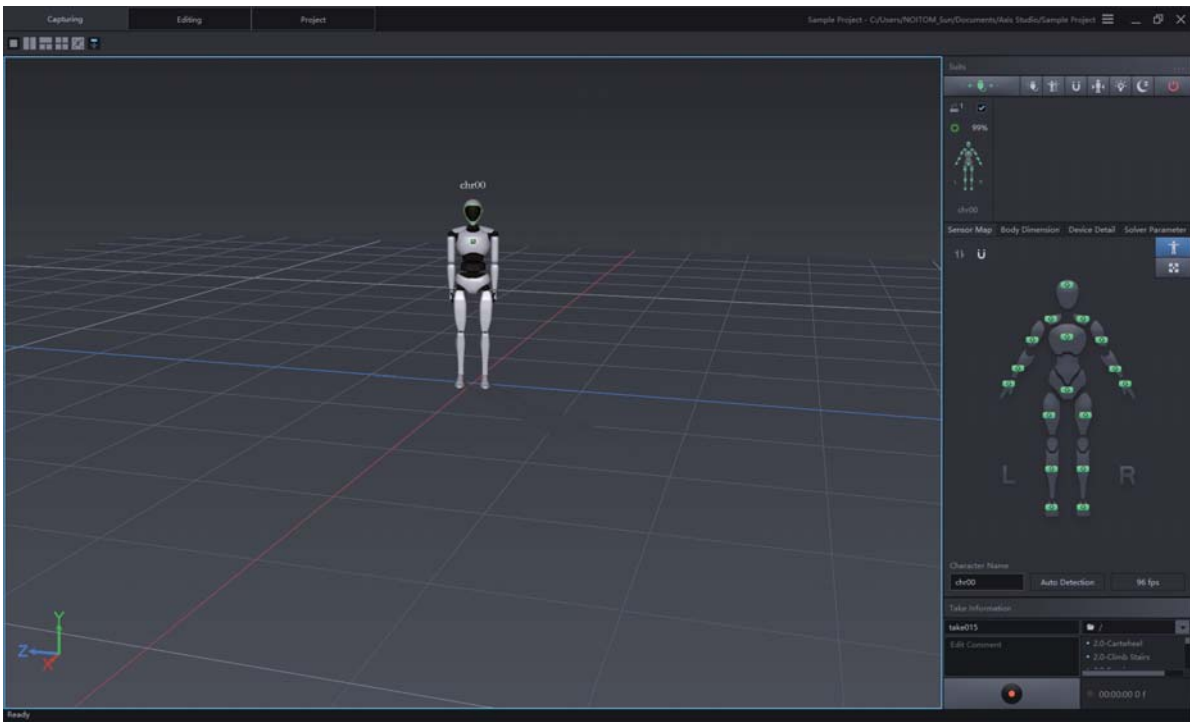 Capturing Editing Project Sample Project - C:/Users/NOITOM_Sun/Documents/Axis Studio/Sample Project
Suits
1
99%
chr00
chr00
Sensor Map Body Dimension Device Detail Solver Parameter
L R
Character Name
chr00 Auto Detection 96 fps
Take Information
take015 /
Edit Comment
2.0-Cartwheel
2.0-Climb Stairs
00:00:00 0 f
Y
Z
X
Ready